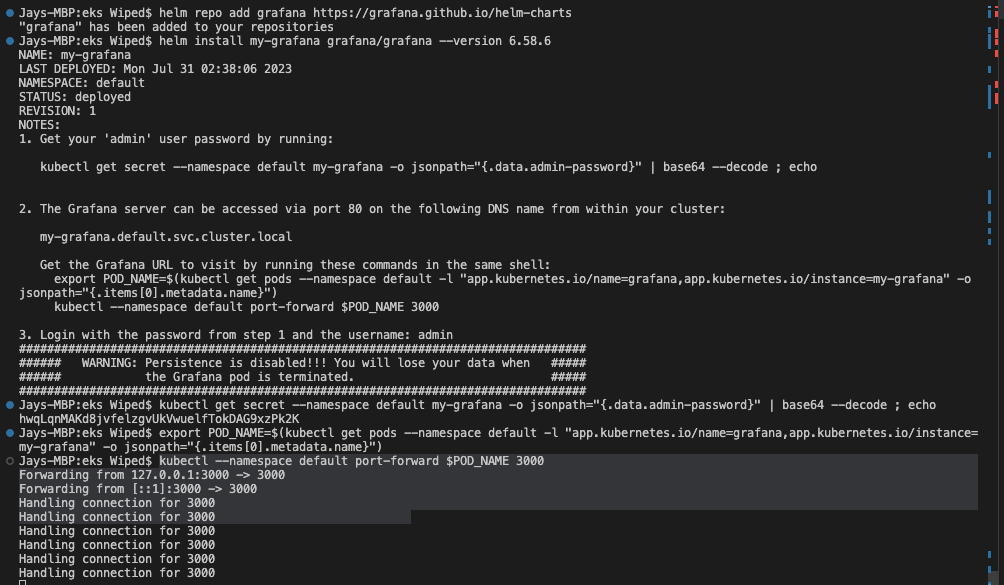 Jays-MBP:eks Wiped$ helm repo add grafana https://grafana.github.io/helm-charts
"grafana" has been added to your repositories
Jays-MBP:eks Wiped$ helm install my-grafana grafana/grafana --version 6.58.6
NAME: my-grafana
LAST DEPLOYED: Mon Jul 31 02:38:06 2023
NAMESPACE: default
STATUS: deployed
REVISION: 1
NOTES:
1. Get your 'admin' user password by running:
kubectl get secret --namespace default my-grafana -o jsonpath="{.data.admin-password}" | base64 --decode ; echo
2. The Grafana server can be accessed via port 80 on the following DNS name from within your cluster:
my-grafana.default.svc.cluster.local
Get the Grafana URL to visit by running these commands in the same shell:
export POD_NAME=$(kubectl get pods --namespace default -l "app.kubernetes.io/name=grafana,app.kubernetes.io/instance=my-grafana" -o
jsonpath="{.items[0].metadata.name}")
kubectl --namespace default port-forward $POD_NAME 3000
3. Login with the password from step 1 and the username: admin
#################################################################################
######   WARNING: Persistence is disabled!!! You will lose your data when   #####
######            the Grafana pod is terminated.                            #####
#################################################################################
Jays-MBP:eks Wiped$ kubectl get secret --namespace default my-grafana -o jsonpath="{.data.admin-password}" | base64 --decode ; echo
hwqLqnMAKd8jvfelzgvUkVwuelfTokDAG9xzPk2K
Jays-MBP:eks Wiped$ export POD_NAME=$(kubectl get pods --namespace default -l "app.kubernetes.io/name=grafana,app.kubernetes.io/instance=
my-grafana" -o jsonpath="{.items[0].metadata.name}")
Jays-MBP:eks Wiped$ kubectl --namespace default port-forward $POD_NAME 3000
Forwarding from 127.0.0.1:3000 -> 3000
Forwarding from [::1]:3000 -> 3000
Handling connection for 3000
Handling connection for 3000
Handling connection for 3000
Handling connection for 3000
Handling connection for 3000
Handling connection for 3000